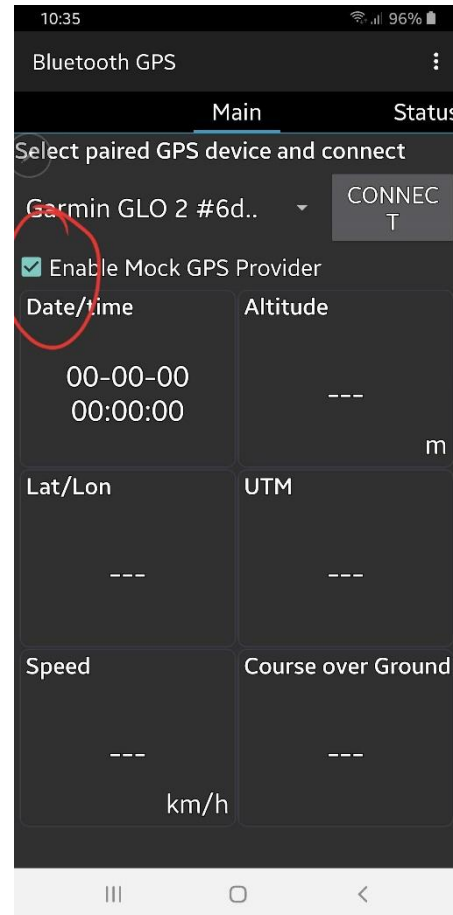 10:35 96%
Bluetooth GPS
Main Status
Select paired GPS device and connect
Garmin GLO 2 #6d.. CONNEC
T
Enable Mock GPS Provider
Date/time Altitude
00-00-00
00:00:00
---
m
Lat/Lon UTM
--- ---
Speed Course over Ground
--- ---
km/h